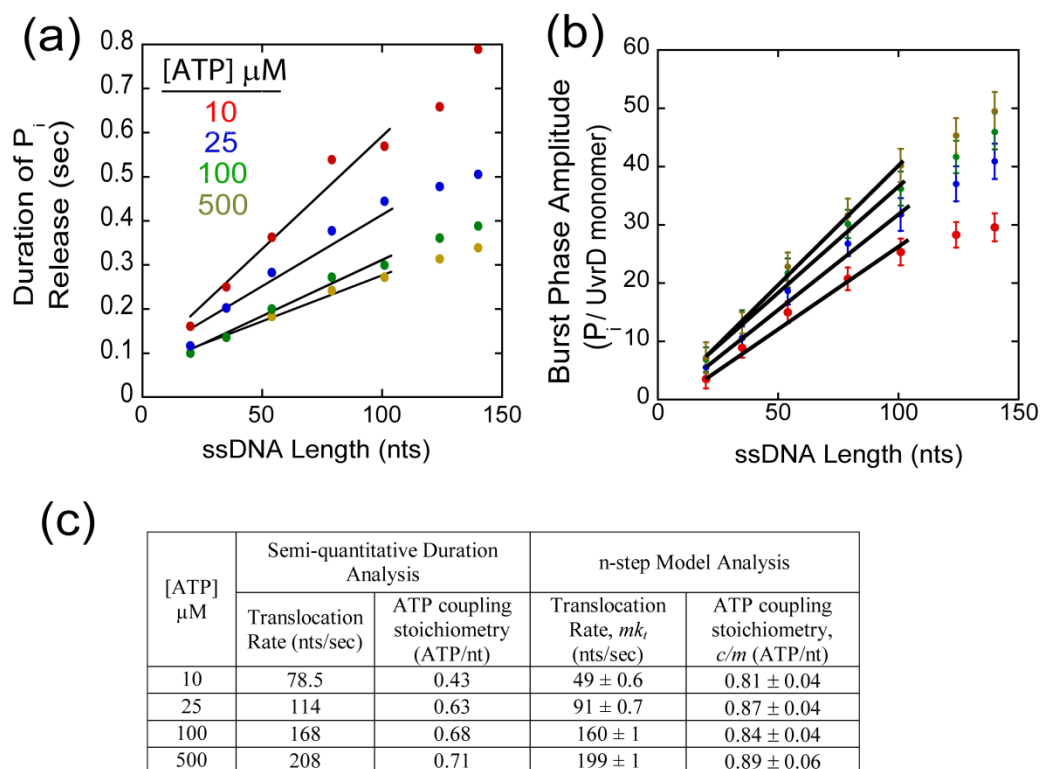 (a)
0.8
0.7
0.6
0.5
0.4
0.3
0.2
0.1
0
0
50
100
150
Duration of Pi
Release (sec)
ssDNA Length (nts)
[ATP] μM
10
25
100
500
(b)
60
50
40
30
20
10
0
0
50
100
150
Burst Phase Amplitude
(Pi/ UvrD monomer)
ssDNA Length (nts)
(c)
[ATP]
μM
Semi-quantitative Duration
Analysis
n-step Model Analysis
Translocation
Rate (nts/sec)
ATP coupling
stoichiometry
(ATP/nt)
Translocation
Rate, mkt
(nts/sec)
ATP coupling
stoichiometry,
c/m (ATP/nt)
10 78.5 0.43 49 ± 0.6 0.81 ± 0.04
25 114 0.63 91 ± 0.7 0.87 ± 0.04
100 168 0.68 160 ± 1 0.84 ± 0.04
500 208 0.71 199 ± 1 0.89 ± 0.06